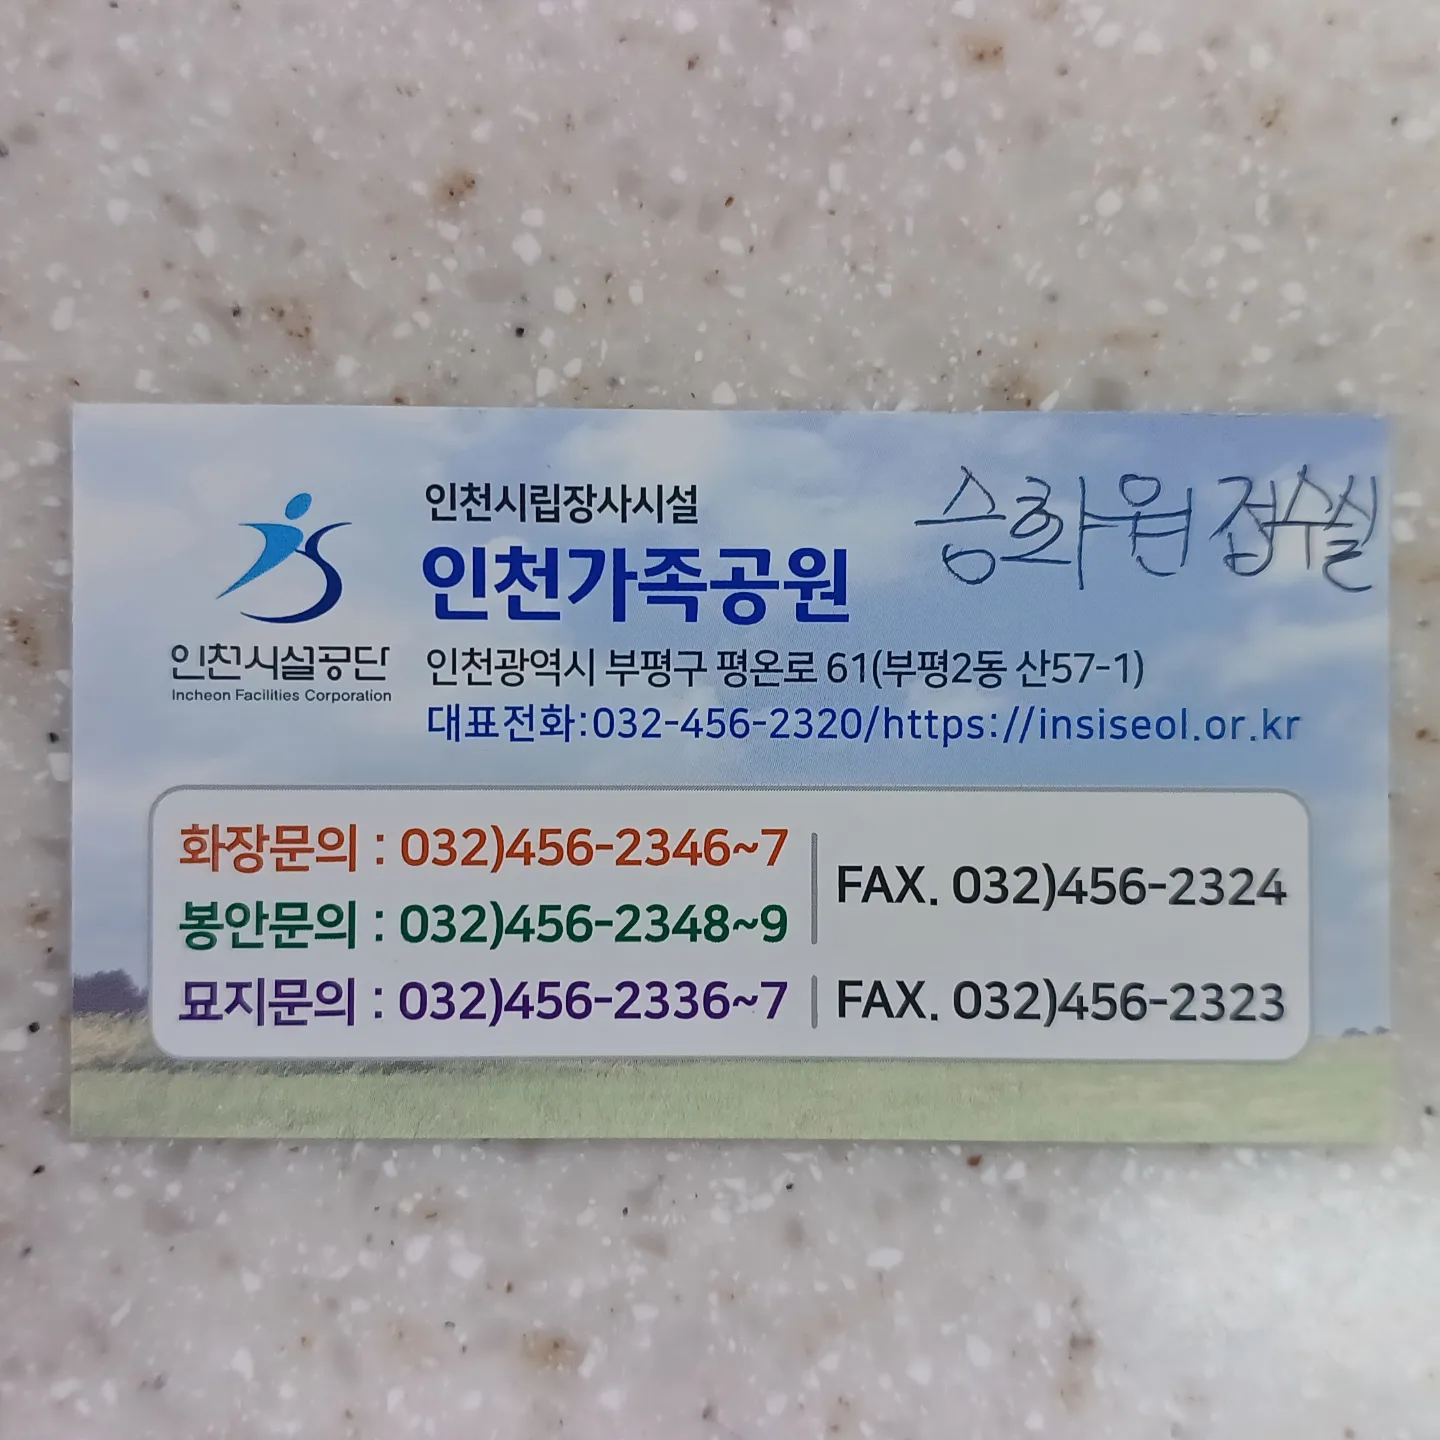 인천시립장사시설
승화원 접수실
인천가족공원
인천시설공단
Incheon Facilities Corporation
인천광역시 부평구 평온로 61(부평2동 산57-1)
대표전화:032-456-2320/https://insiseol.or.kr
화장문의 : 032)456-2346~7
봉안문의 : 032)456-2348~9
FAX. 032)456-2324
묘지문의 : 032)456-2336~7
FAX. 032)456-2323